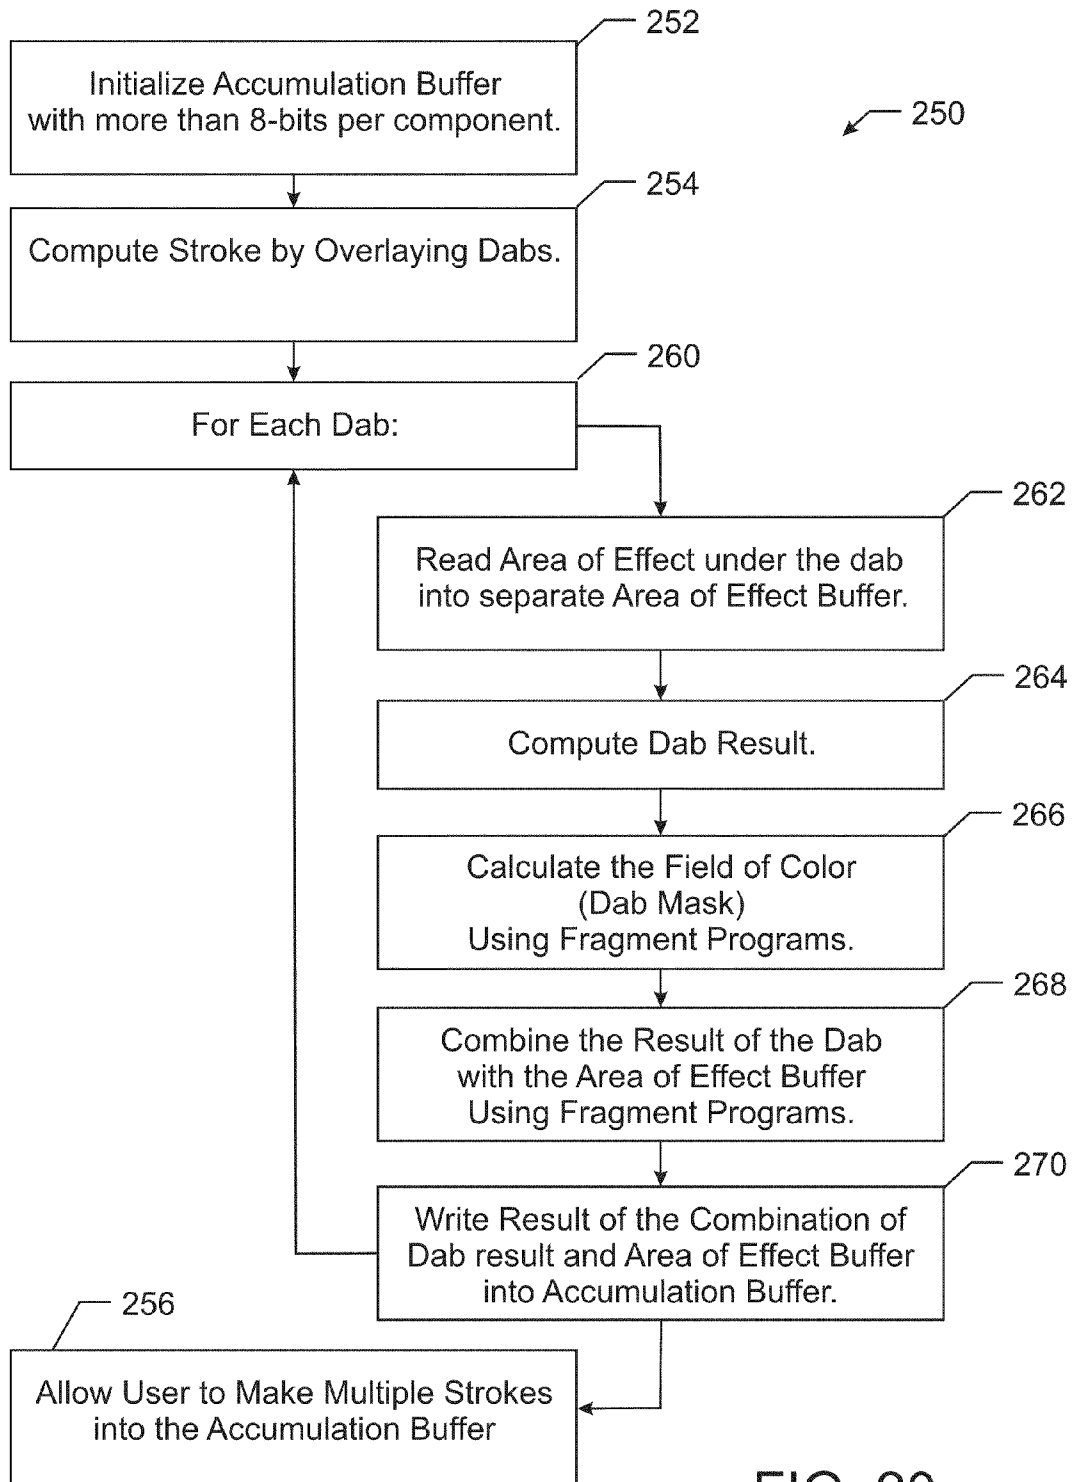 252
Initialize Accumulation Buffer
with more than 8-bits per component.
250
254
Compute Stroke by Overlaying Dabs.
260
For Each Dab:
262
Read Area of Effect under the dab
into separate Area of Effect Buffer.
264
Compute Dab Result.
266
Calculate the Field of Color
(Dab Mask)
Using Fragment Programs.
268
Combine the Result of the Dab
with the Area of Effect Buffer
Using Fragment Programs.
270
Write Result of the Combination of
Dab result and Area of Effect Buffer
into Accumulation Buffer.
256
Allow User to Make Multiple Strokes
into the Accumulation Buffer
FIG.